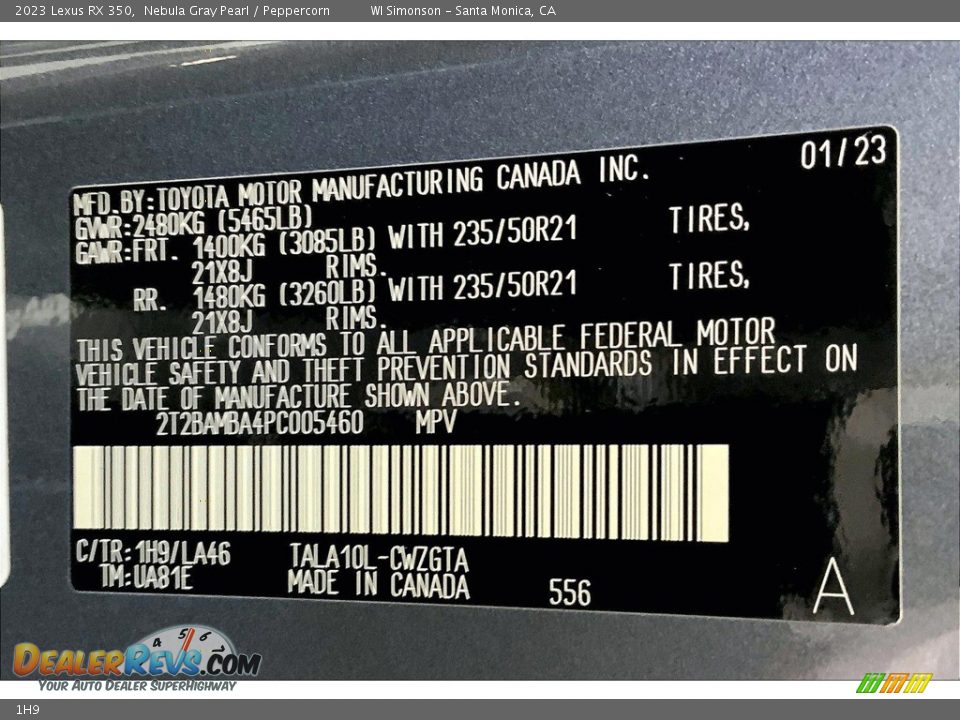 2023 Lexus RX 350, Nebula Gray Pearl / Peppercorn WI Simonson - Santa Monica, CA
01/23
MFD.BY:TOYOTA MOTOR MANUFACTURING CANADA INC.
GVWR:2480KG (5465LB)
GAWR:FRT. 1400KG (3085LB) WITH 235/50R21 TIRES,
21X8J RIMS.
RR. 1480KG (3260LB) WITH 235/50R21 TIRES,
21X8J RIMS.
THIS VEHICLE CONFORMS TO ALL APPLICABLE FEDERAL MOTOR
VEHICLE SAFETY AND THEFT PREVENTION STANDARDS IN EFFECT ON
THE DATE OF MANUFACTURE SHOWN ABOVE.
2T2BAMBA4PC005460 MPV
C/TR:1H9/LA46 TALA10L-CWZGTA
TM:UA81E MADE IN CANADA 556 A
4 5 6
DEALERREVS.COM
YOUR AUTO DEALER SUPERHIGHWAY
1H9